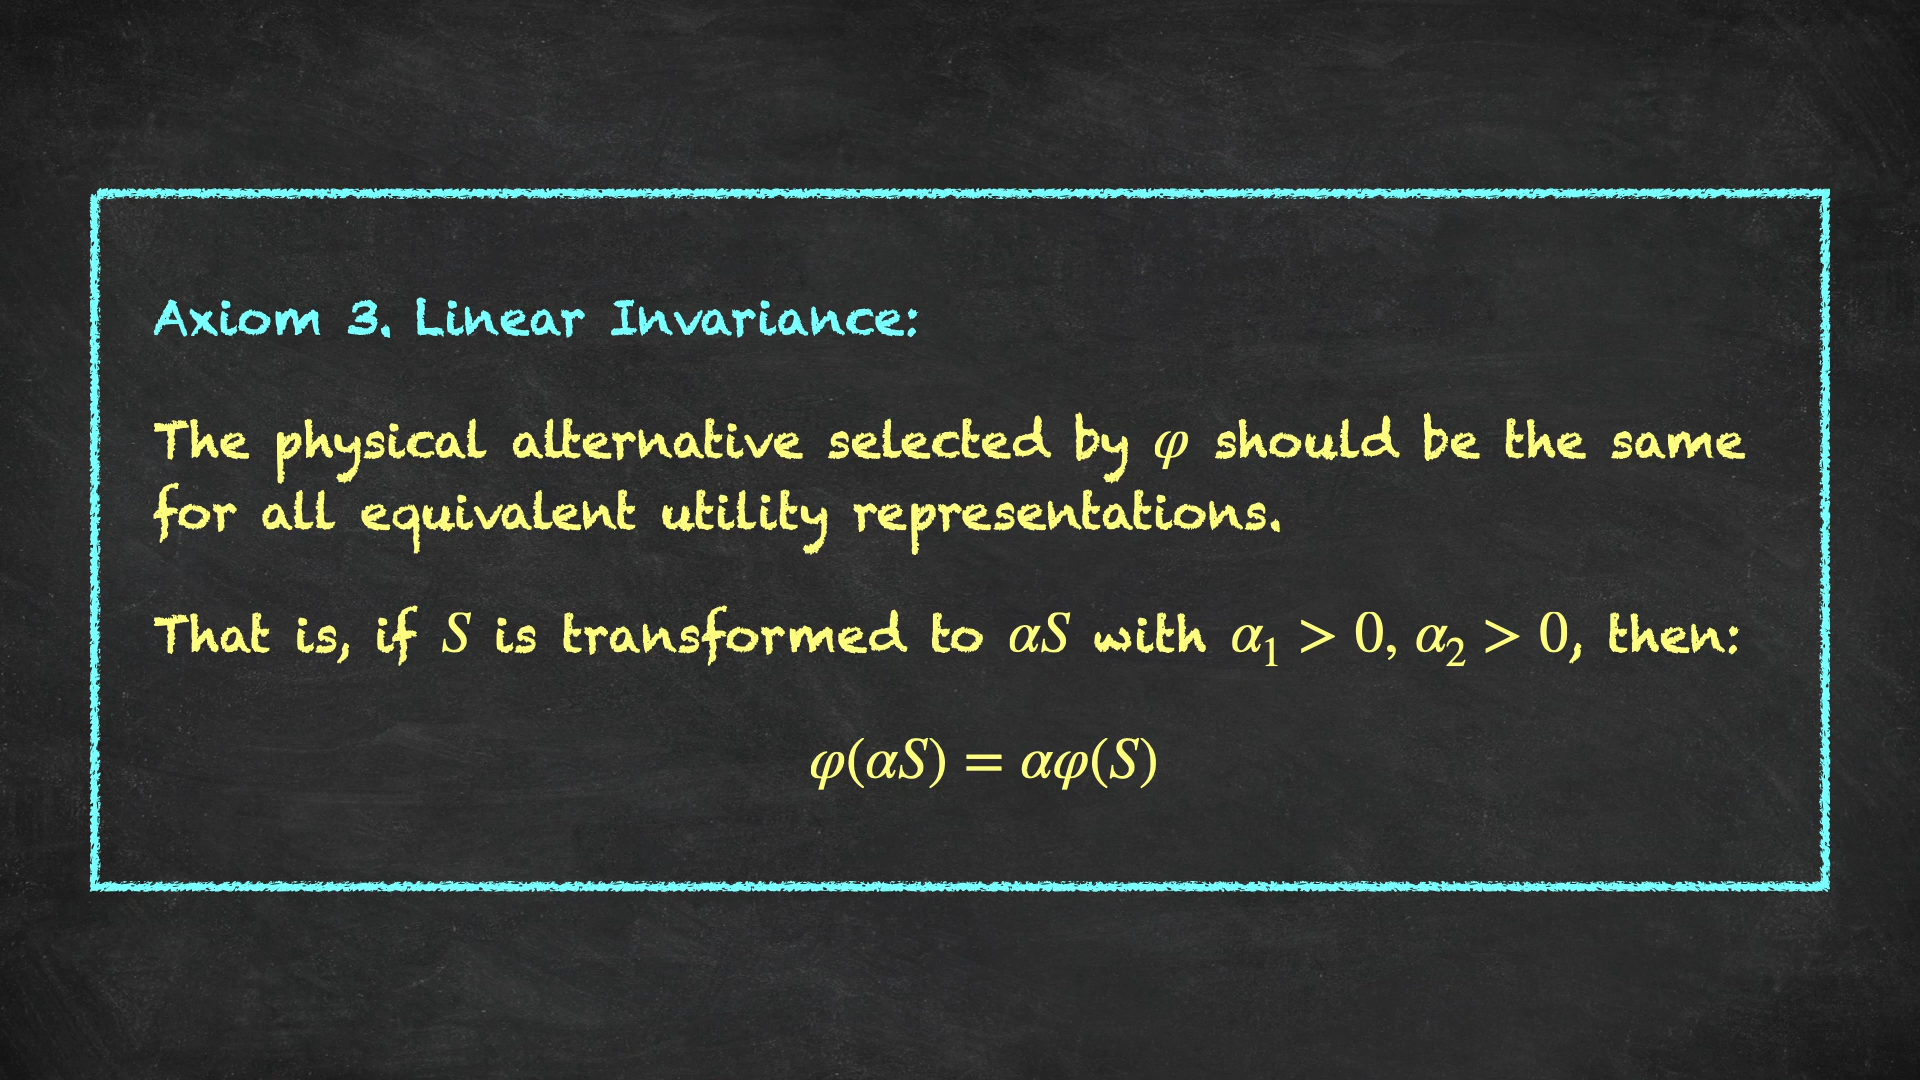 Axiom 3. Linear Invariance:
The physical alternative selected by φ should be the same
for all equivalent utility representations.
That is, if S is transformed to αS with α₁ > 0, α₂ > 0, then:
φ(αS) = αφ(S)